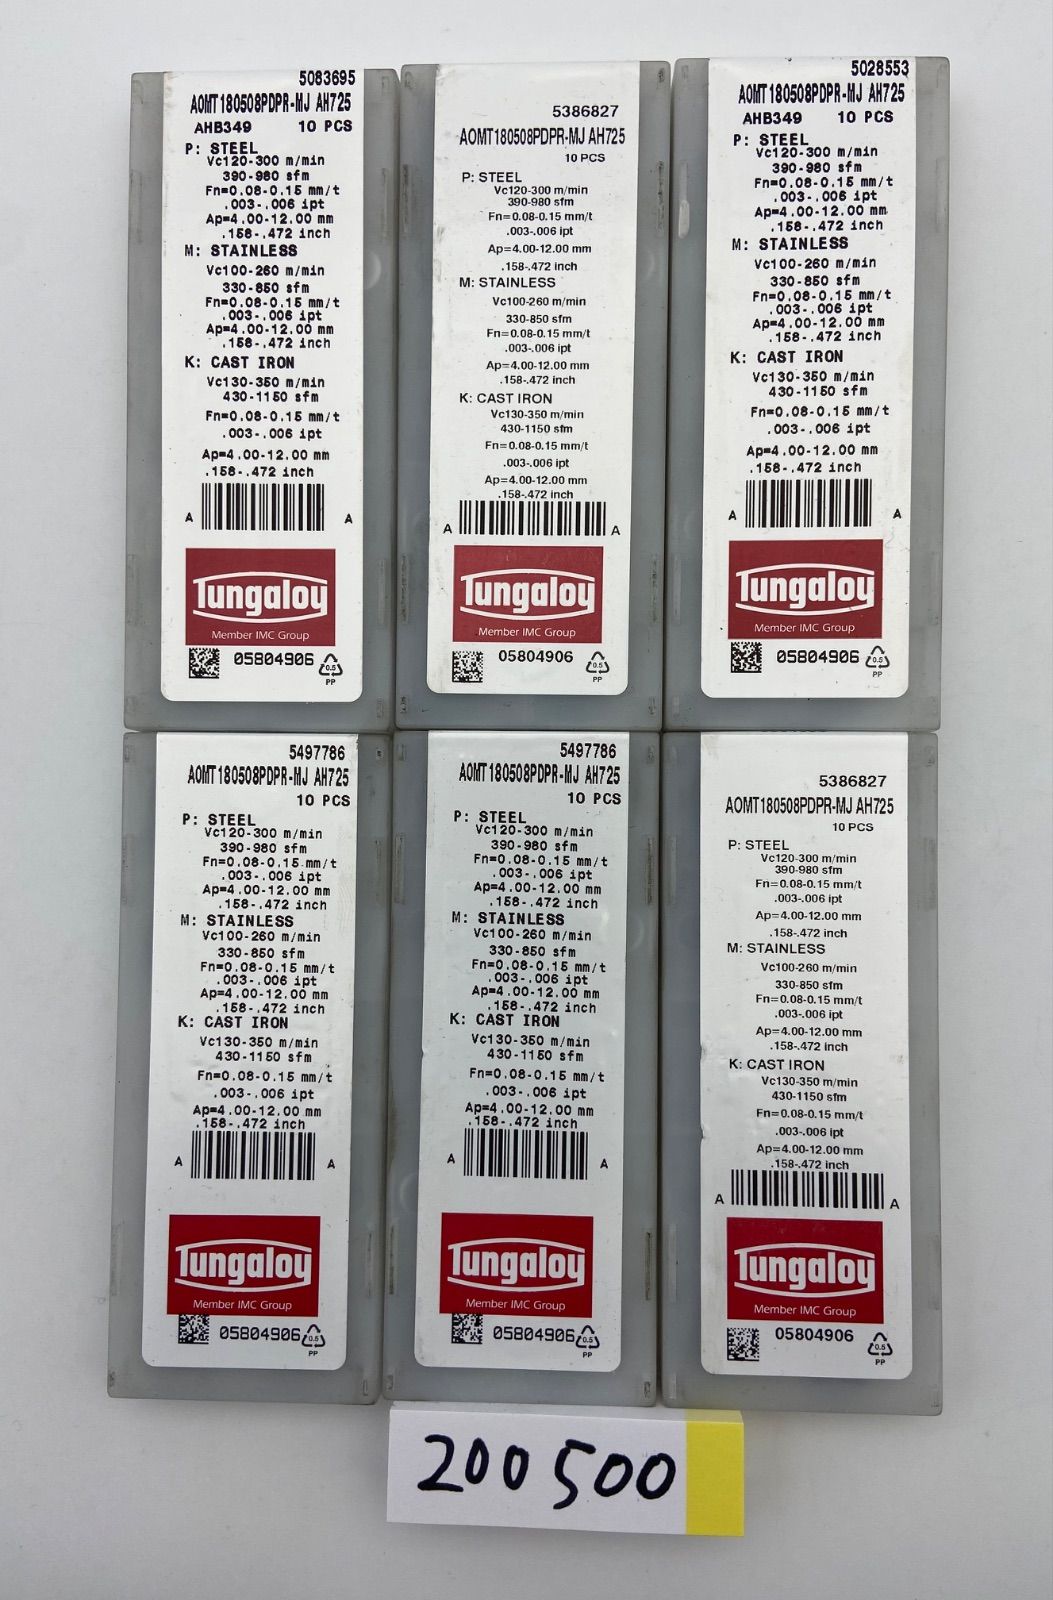 5083695
AOMT180508PDPR-MJ AH725
AHB349 10 PCS
P: STEEL
Vc120-300 m/min
390-980 sfm
Fn=0.08-0.15 mm/t
.003-.006 ipt
Ap=4.00-12.00 mm
.158-.472 inch
M: STAINLESS
Vc100-260 m/min
330-850 sfm
Fn=0.08-0.15 mm/t
.003-.006 ipt
Ap=4.00-12.00 mm
.158-.472 inch
K: CAST IRON
Vc130-350 m/min
430-1150 sfm
Fn=0.08-0.15 mm/t
.003-.006 ipt
Ap=4.00-12.00 mm
.158-.472 inch
A A
Tungaloy
Member IMC Group
05804906 0.5
PP
5386827
AOMT180508PDPR-MJ AH725
10 PCS
P: STEEL
Vc120-300 m/min
390-980 sfm
Fn=0.08-0.15 mm/t
.003-.006 ipt
Ap=4.00-12.00 mm
.158-.472 inch
M: STAINLESS
Vc100-260 m/min
330-850 sfm
Fn=0.08-0.15 mm/t
.003-.006 ipt
Ap=4.00-12.00 mm
.158-.472 inch
K: CAST IRON
Vc130-350 m/min
430-1150 sfm
Fn=0.08-0.15 mm/t
.003-.006 ipt
Ap=4.00-12.00 mm
.158-.472 inch
A A
Tungaloy
Member IMC Group
05804906 0.5
PP
5028553
AOMT180508PDPR-MJ AH725
AHB349 10 PCS
P: STEEL
Vc120-300 m/min
390-980 sfm
Fn=0.08-0.15 mm/t
.003-.006 ipt
Ap=4.00-12.00 mm
.158-.472 inch
M: STAINLESS
Vc100-260 m/min
330-850 sfm
Fn=0.08-0.15 mm/t
.003-.006 ipt
Ap=4.00-12.00 mm
.158-.472 inch
K: CAST IRON
Vc130-350 m/min
430-1150 sfm
Fn=0.08-0.15 mm/t
.003-.006 ipt
Ap=4.00-12.00 mm
.158-.472 inch
A A
Tungaloy
Member IMC Group
05804906 0.5
PP
5497786
AOMT180508PDPR-MJ AH725
10 PCS
P: STEEL
Vc120-300 m/min
390-980 sfm
Fn=0.08-0.15 mm/t
.003-.006 ipt
Ap=4.00-12.00 mm
.158-.472 inch
M: STAINLESS
Vc100-260 m/min
330-850 sfm
Fn=0.08-0.15 mm/t
.003-.006 ipt
Ap=4.00-12.00 mm
.158-.472 inch
K: CAST IRON
Vc130-350 m/min
430-1150 sfm
Fn=0.08-0.15 mm/t
.003-.006 ipt
Ap=4.00-12.00 mm
.158-.472 inch
A A
Tungaloy
Member IMC Group
05804906 0.5
PP
5497786
AOMT180508PDPR-MJ AH725
10 PCS
P: STEEL
Vc120-300 m/min
390-980 sfm
Fn=0.08-0.15 mm/t
.003-.006 ipt
Ap=4.00-12.00 mm
.158-.472 inch
M: STAINLESS
Vc100-260 m/min
330-850 sfm
Fn=0.08-0.15 mm/t
.003-.006 ipt
Ap=4.00-12.00 mm
.158-.472 inch
K: CAST IRON
Vc130-350 m/min
430-1150 sfm
Fn=0.08-0.15 mm/t
.003-.006 ipt
Ap=4.00-12.00 mm
.158-.472 inch
A A
Tungaloy
Member IMC Group
05804906 0.5
PP
5386827
AOMT180508PDPR-MJ AH725
10 PCS
P: STEEL
Vc120-300 m/min
390-980 sfm
Fn=0.08-0.15 mm/t
.003-.006 ipt
Ap=4.00-12.00 mm
.158-.472 inch
M: STAINLESS
Vc100-260 m/min
330-850 sfm
Fn=0.08-0.15 mm/t
.003-.006 ipt
Ap=4.00-12.00 mm
.158-.472 inch
K: CAST IRON
Vc130-350 m/min
430-1150 sfm
Fn=0.08-0.15 mm/t
.003-.006 ipt
Ap=4.00-12.00 mm
.158-.472 inch
A A
Tungaloy
Member IMC Group
05804906 0.5
PP
200500